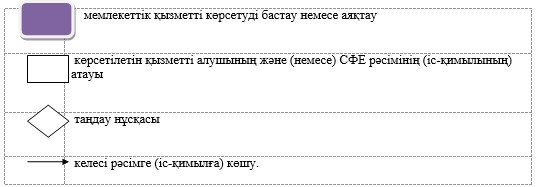 мемлекеттік қызметті көрсетуді бастау немесе аяқтау
көрсетілетін қызметті алушының және (немесе) СФЕ рәсімінің (іс-қимылының)
атауы
таңдау нұсқасы
келесі рәсімге (іс-қимылға) көшу.